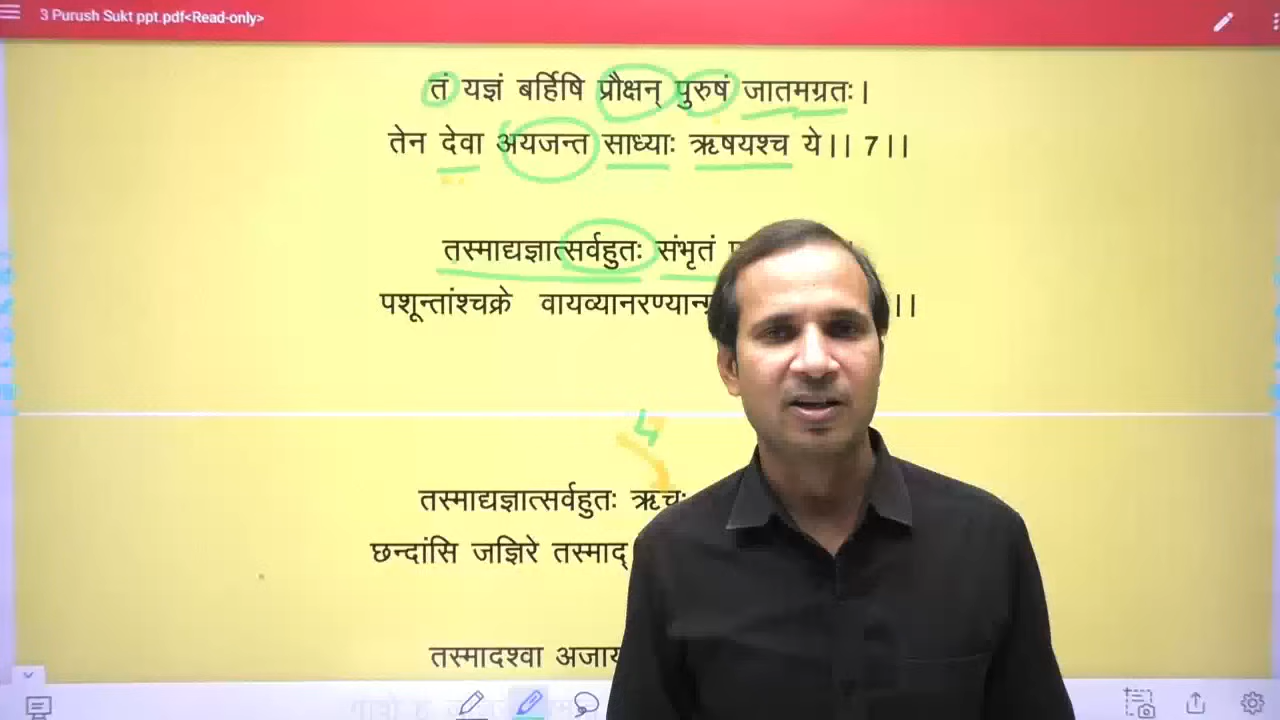 3 Purush Sukt ppt.pdf<Read-only>
तं यज्ञं बर्हिषि प्रौक्षन् पुरुषं जातमग्रतः।
तेन देवा अयजन्त साध्याः ऋषयश्च ये।। 7।।
तस्माद्यज्ञात्सर्वहुतः संभृतं
पशून्तांश्चक्रे वायव्यानरण्यान्
तस्माद्यज्ञात्सर्वहुतः ऋचः
छन्दांसि जज्ञिरे तस्माद्
तस्मादश्वा